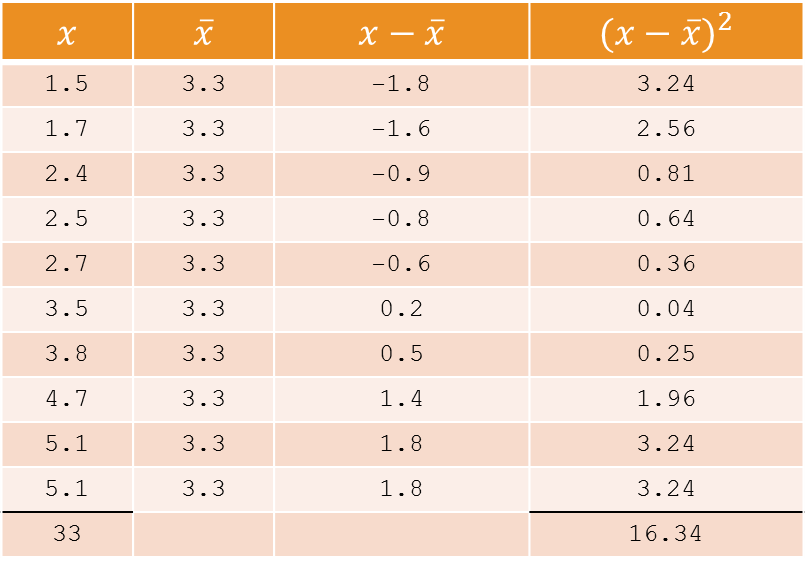 x x̄ x − x̄ (x − x̄)²
1.5 3.3 −1.8 3.24
1.7 3.3 −1.6 2.56
2.4 3.3 −0.9 0.81
2.5 3.3 −0.8 0.64
2.7 3.3 −0.6 0.36
3.5 3.3 0.2 0.04
3.8 3.3 0.5 0.25
4.7 3.3 1.4 1.96
5.1 3.3 1.8 3.24
5.1 3.3 1.8 3.24
33 16.34